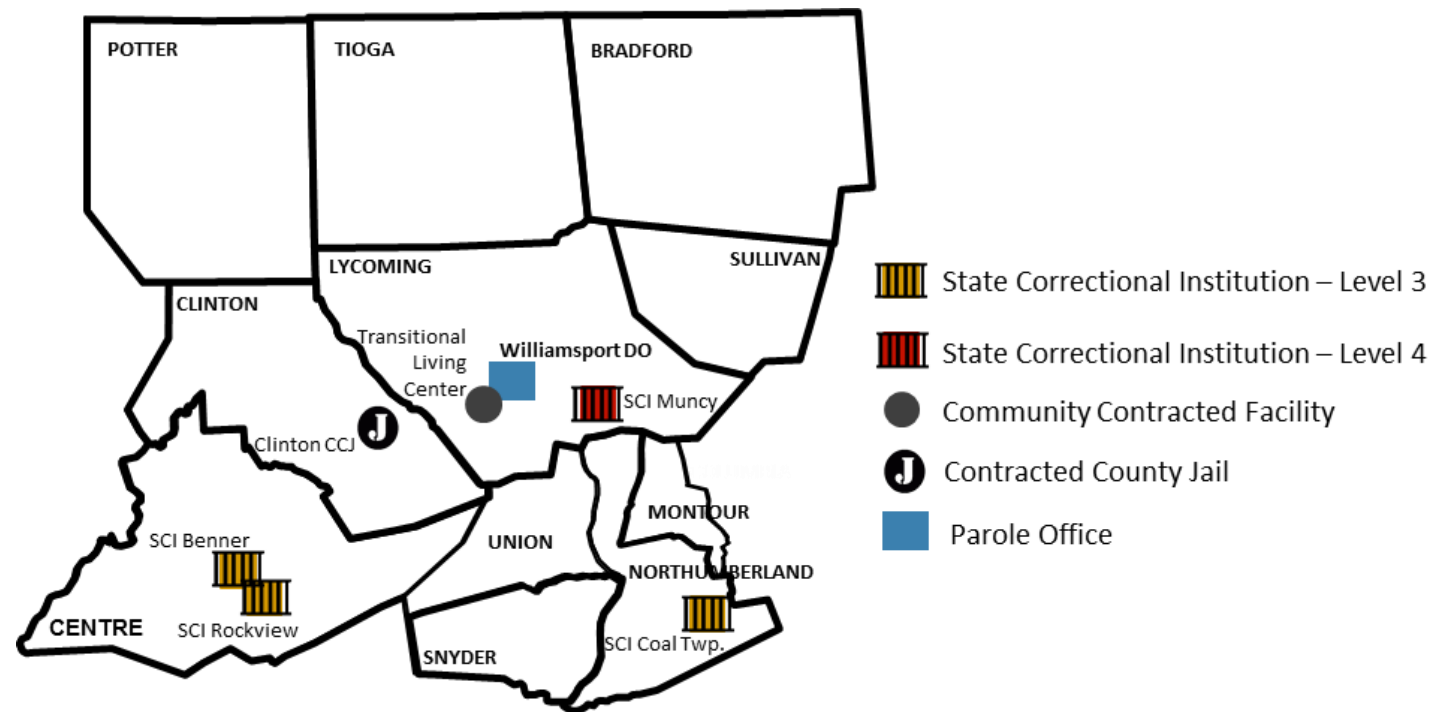 POTTER
TIOGA
BRADFORD
LYCOMING
SULLIVAN
CLINTON
Transitional
Living
Center
Williamsport DO
SCI Muncy
Clinton CCJ
J
SCI Benner
SCI Rockview
CENTRE
UNION
MONTOUR
NORTHUMBERLAND
SCI Coal Twp.
SNYDER
State Correctional Institution – Level 3
State Correctional Institution – Level 4
Community Contracted Facility
J
Contracted County Jail
Parole Office